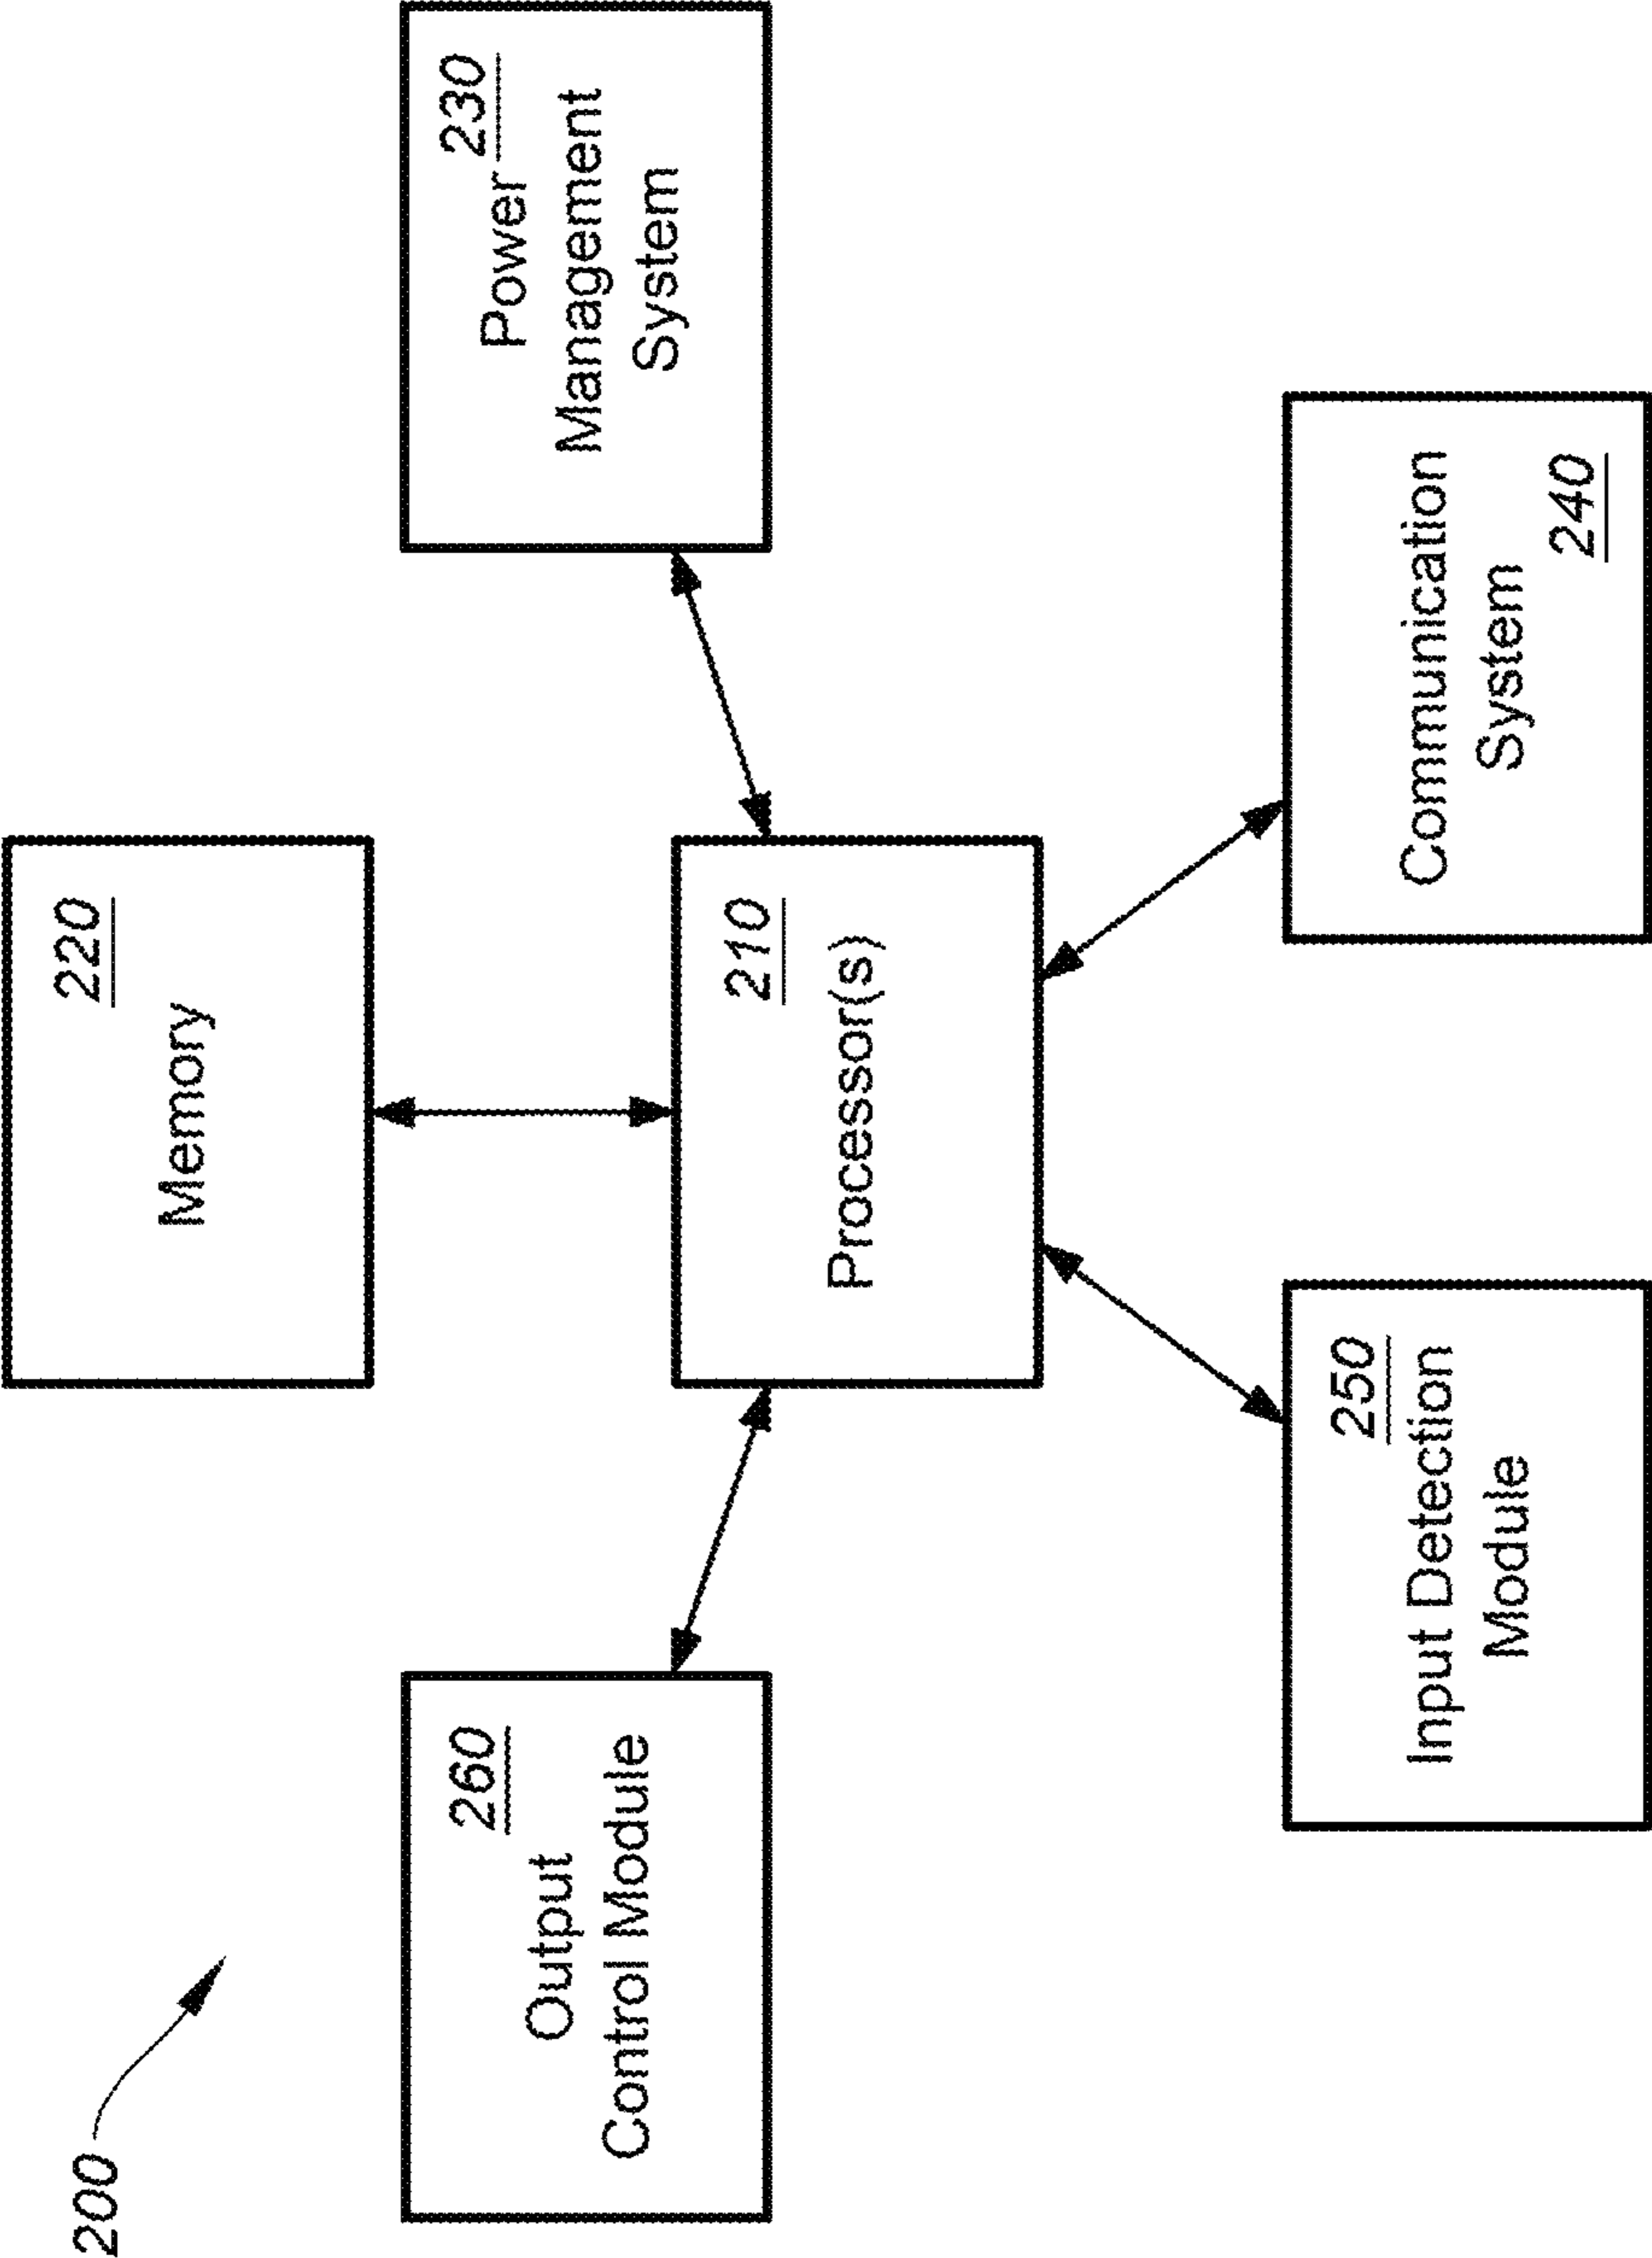 200
220
Memory
260
Output
Control Module
210
Processor(s)
230
Power
Management
System
250
Input Detection
Module
Communication
System
240